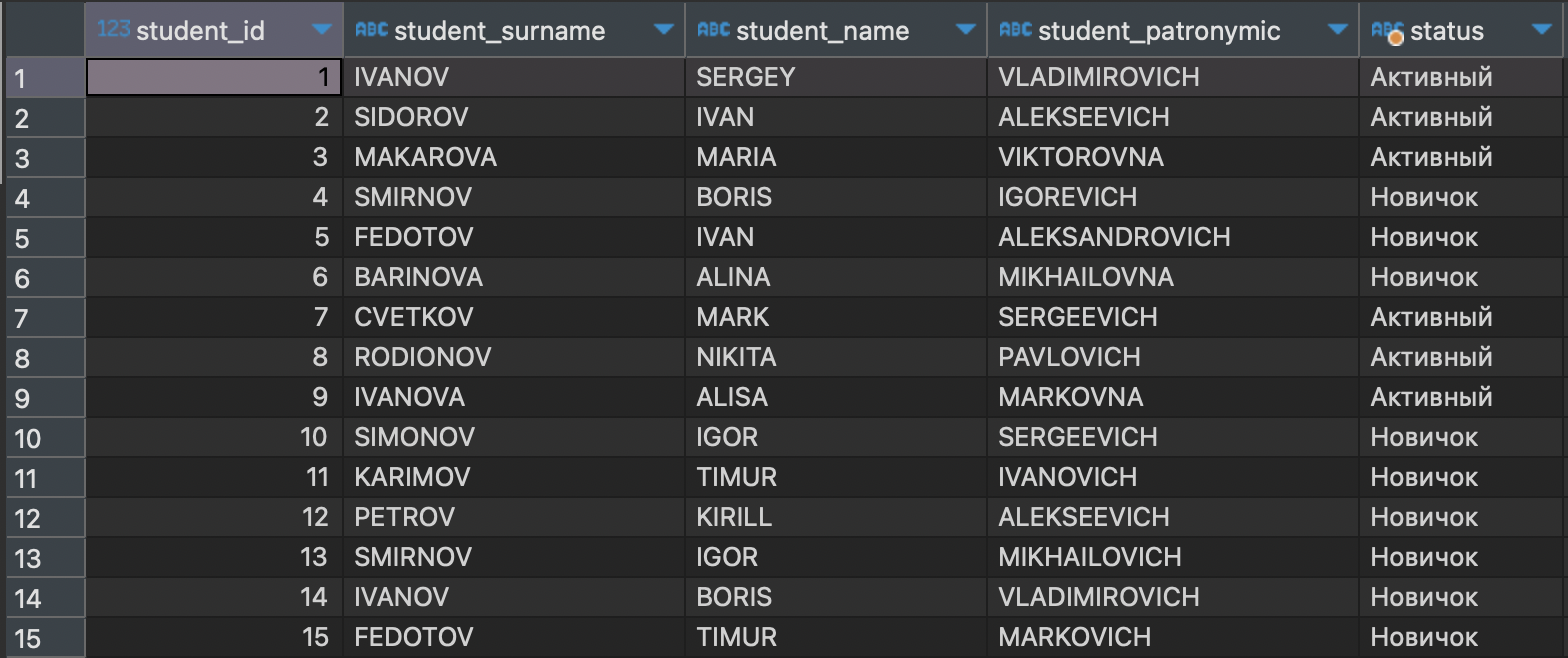 123 student_id ABC student_surname ABC student_name ABC student_patronymic ABC status
1 1 IVANOV SERGEY VLADIMIROVICH Активный
2 2 SIDOROV IVAN ALEKSEEVICH Активный
3 3 MAKAROVA MARIA VIKTOROVNA Активный
4 4 SMIRNOV BORIS IGOREVICH Новичок
5 5 FEDOTOV IVAN ALEKSANDROVICH Новичок
6 6 BARINOVA ALINA MIKHAILOVNA Новичок
7 7 CVETKOV MARK SERGEEVICH Активный
8 8 RODIONOV NIKITA PAVLOVICH Активный
9 9 IVANOVA ALISA MARKOVNA Активный
10 10 SIMONOV IGOR SERGEEVICH Новичок
11 11 KARIMOV TIMUR IVANOVICH Новичок
12 12 PETROV KIRILL ALEKSEEVICH Новичок
13 13 SMIRNOV IGOR MIKHAILOVICH Новичок
14 14 IVANOV BORIS VLADIMIROVICH Новичок
15 15 FEDOTOV TIMUR MARKOVICH Новичок